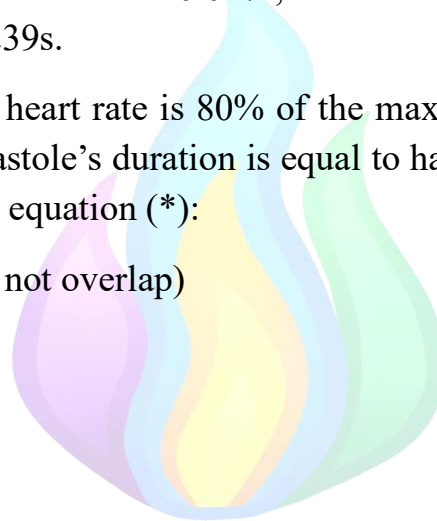 39s.
heart rate is 80% of the max
astole’s duration is equal to ha
equation (*):
not overlap)